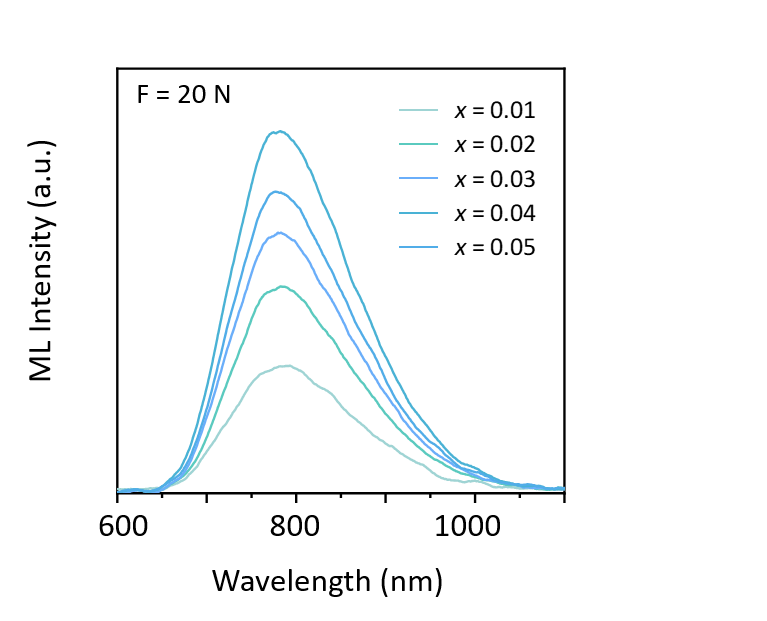 F = 20 N
x = 0.01
x = 0.02
x = 0.03
x = 0.04
x = 0.05
ML Intensity (a.u.)
600 800 1000
Wavelength (nm)